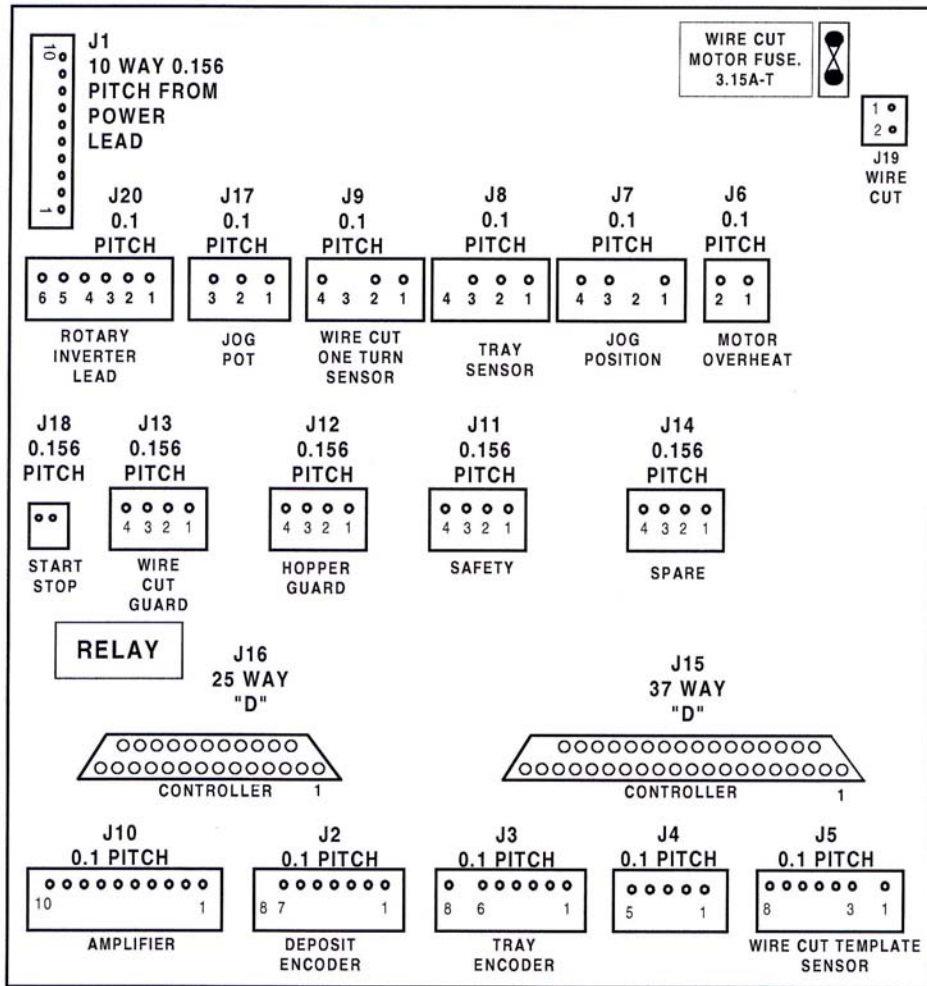 J1
10 WAY 0.156
PITCH FROM
POWER
LEAD
10
1
WIRE CUT
MOTOR FUSE.
3.15A-T
1
2
J19
WIRE
CUT
J20
0.1
PITCH
6 5 4 3 2 1
ROTARY
INVERTER
LEAD
J17
0.1
PITCH
3 2 1
JOG
POT
J9
0.1
PITCH
4 3 2 1
WIRE CUT
ONE TURN
SENSOR
J8
0.1
PITCH
4 3 2 1
TRAY
SENSOR
J7
0.1
PITCH
4 3 2 1
JOG
POSITION
J6
0.1
PITCH
2 1
MOTOR
OVERHEAT
J18
0.156
PITCH
START
STOP
J13
0.156
PITCH
4 3 2 1
WIRE
CUT
GUARD
J12
0.156
PITCH
4 3 2 1
HOPPER
GUARD
J11
0.156
PITCH
4 3 2 1
SAFETY
J14
0.156
PITCH
4 3 2 1
SPARE
RELAY
J16
25 WAY
"D"
CONTROLLER 1
J15
37 WAY
"D"
CONTROLLER 1
J10
0.1 PITCH
10 1
AMPLIFIER
J2
0.1 PITCH
8 7 1
DEPOSIT
ENCODER
J3
0.1 PITCH
8 6 1
TRAY
ENCODER
J4
0.1 PITCH
5 1
J5
0.1 PITCH
8 3 1
WIRE CUT TEMPLATE
SENSOR